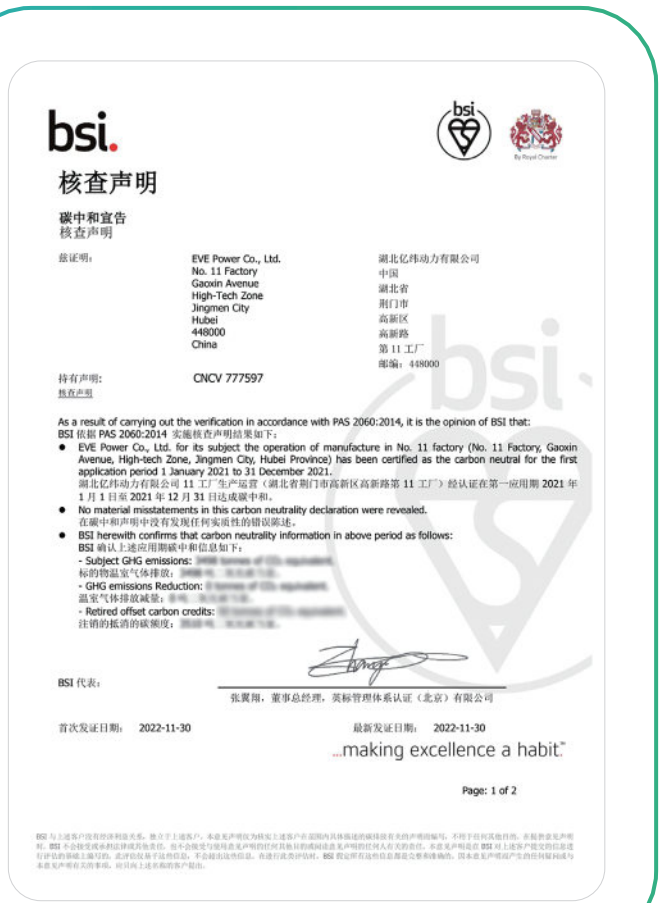 bsi.
bsi
By Royal Charter
核查声明
碳中和宣告
核查声明
兹证明:
EVE Power Co., Ltd.
No. 11 Factory
Gaoxin Avenue
High-Tech Zone
Jingmen City
Hubei
448000
China
湖北亿纬动力有限公司
中国
湖北省
荆门市
高新区
高新路
第 11 工厂
邮编: 448000
持有声明:
CNCV 777597
核查声明
bsi
As a result of carrying out the verification in accordance with PAS 2060:2014, it is the opinion of BSI that:
BSI 依据 PAS 2060:2014 实施核查声明结果如下:
● EVE Power Co., Ltd. for its subject the operation of manufacture in No. 11 factory (No. 11 Factory, Gaoxin
Avenue, High-tech Zone, Jingmen City, Hubei Province) has been certified as the carbon neutral for the first
application period 1 January 2021 to 31 December 2021.
湖北亿纬动力有限公司 11 工厂生产运营（湖北省荆门市高新区高新路第 11 工厂）经认证在第一应用期 2021 年
1 月 1 日至 2021 年 12 月 31 日达成碳中和。
● No material misstatements in this carbon neutrality declaration were revealed.
在碳中和声明中没有发现任何实质性的错误陈述。
● BSI herewith confirms that carbon neutrality information in above period as follows:
BSI 确认上述应用期碳中和信息如下:
- Subject GHG emissions:
标的物温室气体排放:
- GHG emissions Reduction:
温室气体排放减量:
- Retired offset carbon credits:
注销的抵消的碳额度:
BSI 代表:
张翼翔，董事总经理，英标管理体系认证（北京）有限公司
首次发证日期: 2022-11-30
最新发证日期: 2022-11-30
...making excellence a habit.™
Page: 1 of 2